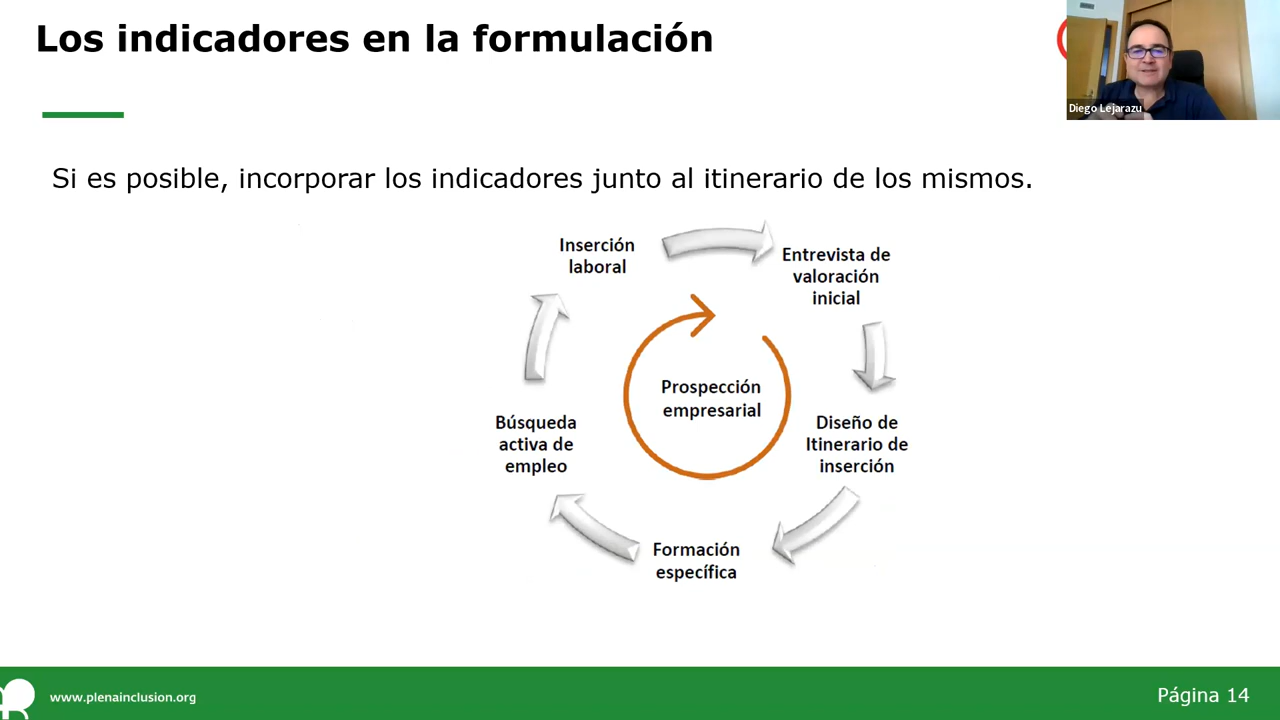 Los indicadores en la formulación
Diego Lejarazu
Si es posible, incorporar los indicadores junto al itinerario de los mismos.
Inserción
laboral
Entrevista de
valoración
inicial
Prospección
empresarial
Búsqueda
activa de
empleo
Diseño de
Itinerario de
inserción
Formación
específica
www.plenainclusion.org
Página 14